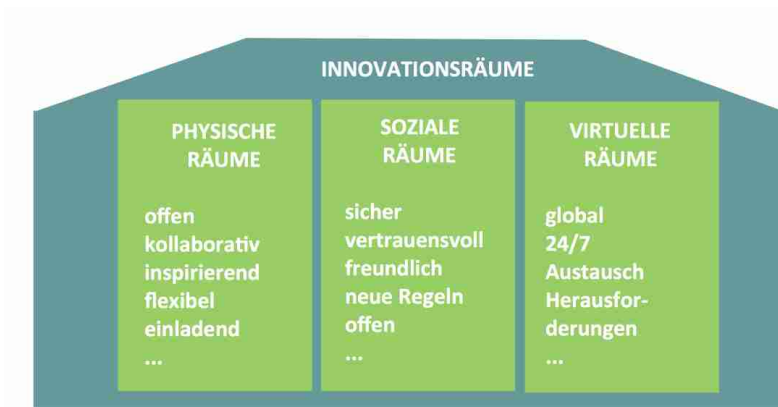 INNOVATIONSRÄUME
PHYSISCHE
RÄUME
offen
kollaborativ
inspirierend
flexibel
einladend
...
SOZIALE
RÄUME
sicher
vertrauensvoll
freundlich
neue Regeln
offen
...
VIRTUELLE
RÄUME
global
24/7
Austausch
Herausfor-
derungen
...